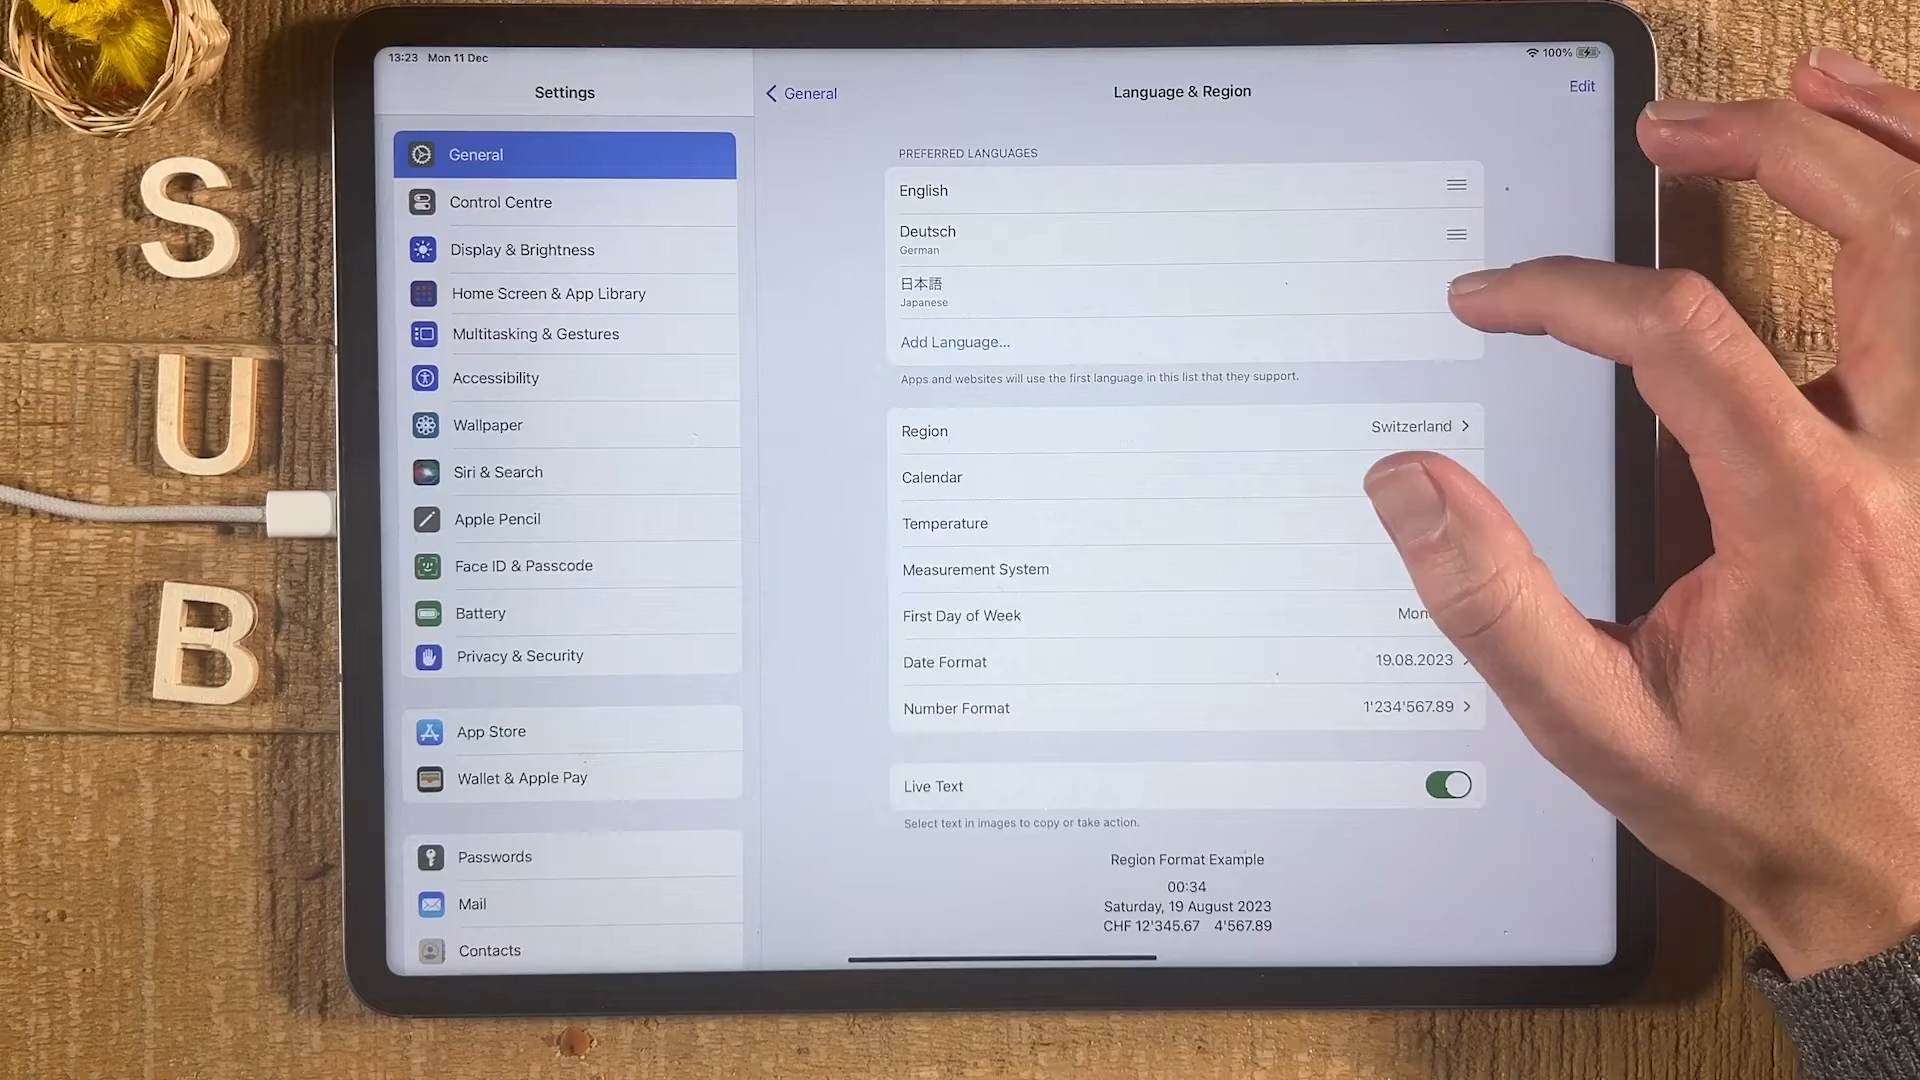 S
U
B
13:23 Mon 11 Dec
100%
Settings
General
Control Centre
Display & Brightness
Home Screen & App Library
Multitasking & Gestures
Accessibility
Wallpaper
Siri & Search
Apple Pencil
Face ID & Passcode
Battery
Privacy & Security
App Store
Wallet & Apple Pay
Passwords
Mail
Contacts
General
Language & Region
Edit
PREFERRED LANGUAGES
English
Deutsch
German
日本語
Japanese
Add Language...
Apps and websites will use the first language in this list that they support.
Region Switzerland
Calendar
Temperature
Measurement System
First Day of Week
Date Format 19.08.2023
Number Format 1'234'567.89
Live Text
Select text in images to copy or take action.
Region Format Example
00:34
Saturday, 19 August 2023
CHF 12'345.67 4'567.89